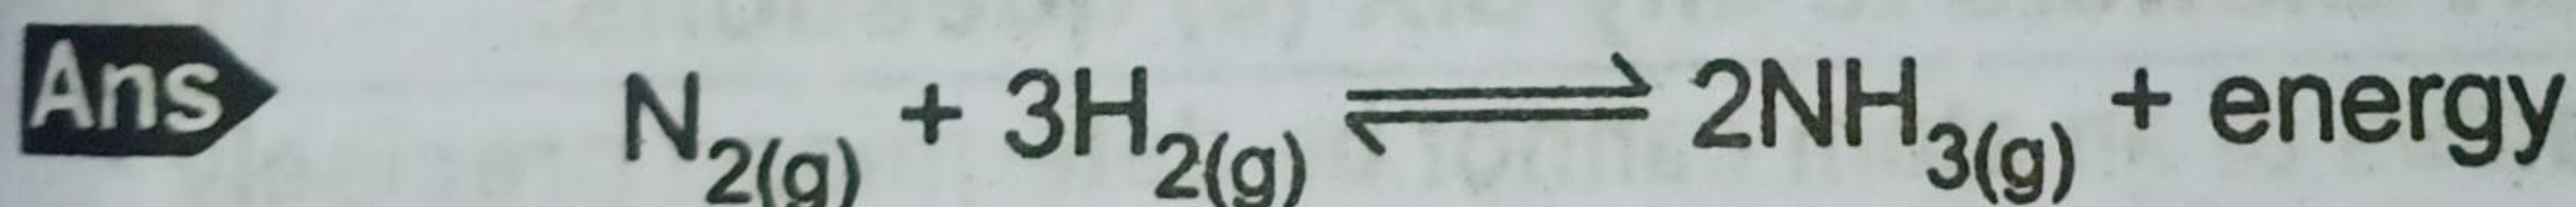 Ans N₂(g) + 3H₂(g) ⇌ 2NH₃(g) + energy